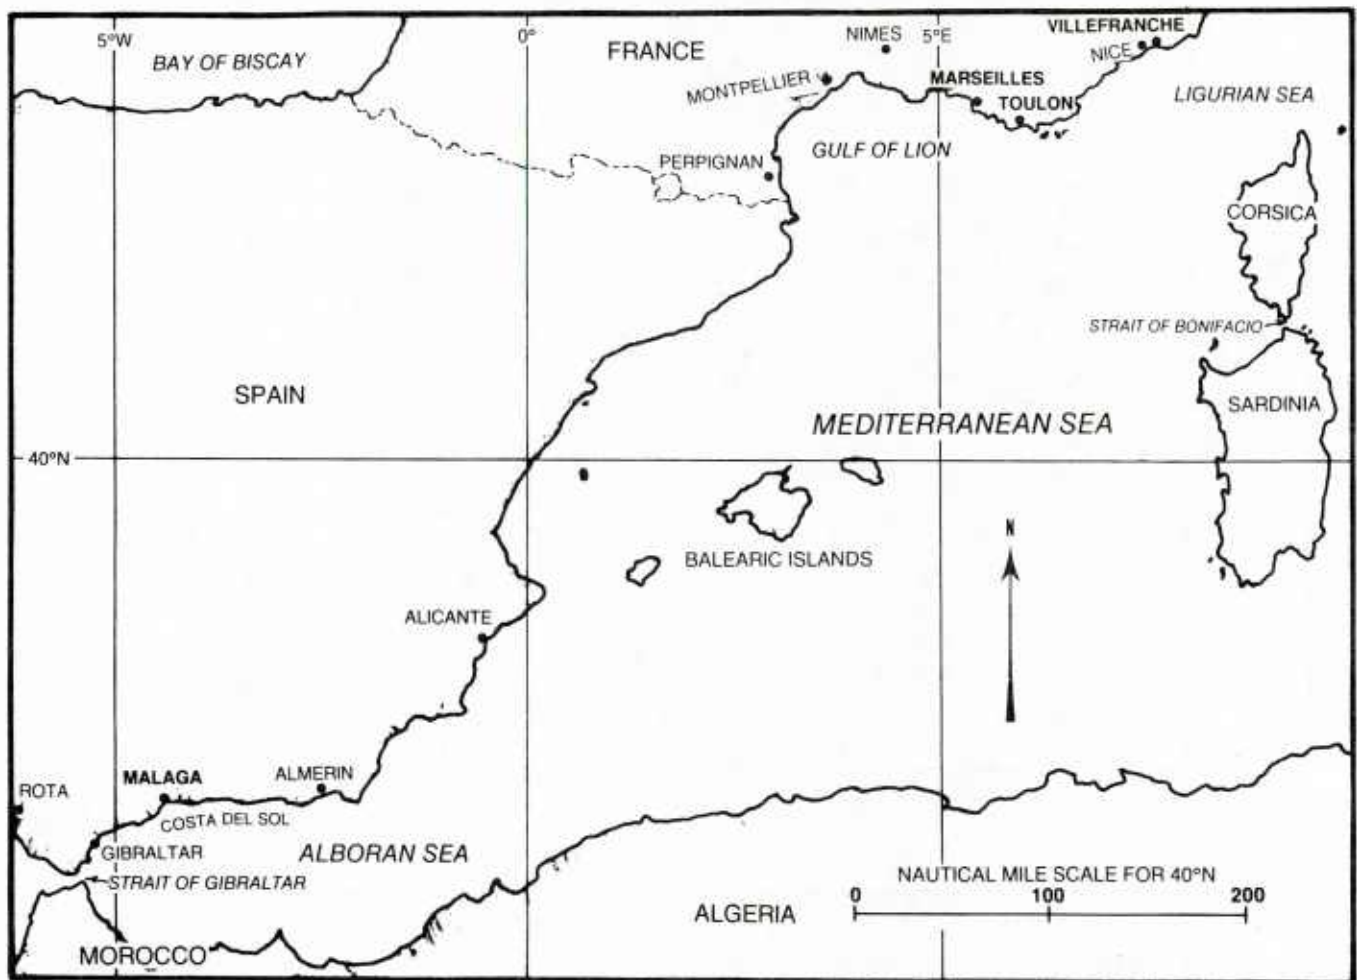 5°W
0°
FRANCE
NIMES
5°E
VILLEFRANCHE
NICE
BAY OF BISCAY
MONTPELLIER
MARSEILLES
TOULON
LIGURIAN SEA
GULF OF LION
PERPIGNAN
CORSICA
STRAIT OF BONIFACIO
SPAIN
SARDINIA
MEDITERRANEAN SEA
40°N
N
BALEARIC ISLANDS
ALICANTE
ROTA
MALAGA
ALMERIN
COSTA DEL SOL
GIBRALTAR
ALBORAN SEA
STRAIT OF GIBRALTAR
NAUTICAL MILE SCALE FOR 40°N
0 100 200
ALGERIA
MOROCCO